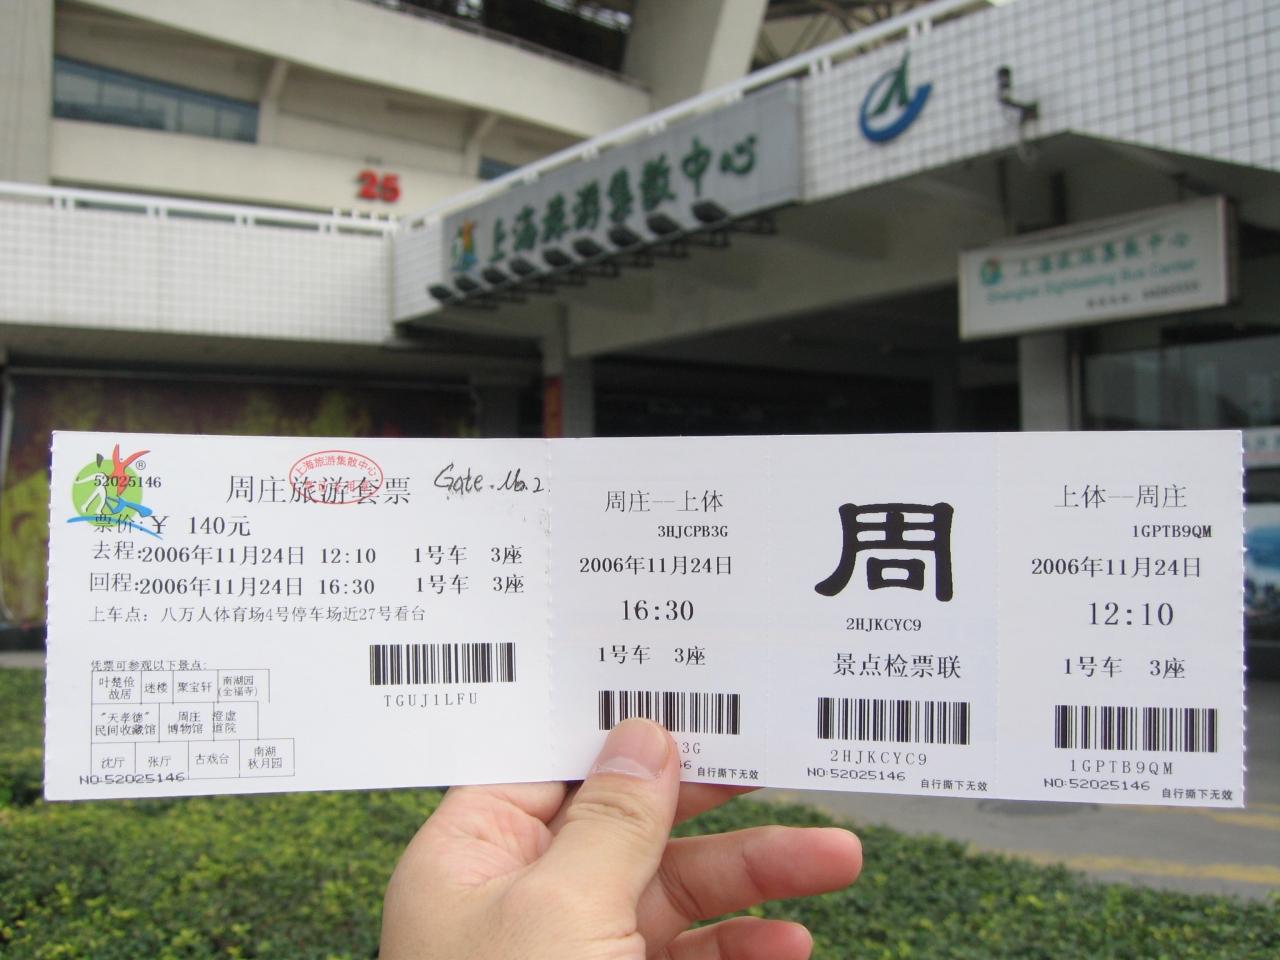 25
上海旅游集散中心
上海旅游集散中心
Shanghai Sightseeing Bus Center
52025146
周庄旅游套票
上海旅游集散中心
Gate No.2
票价:¥ 140元
去程:2006年11月24日 12:10 1号车 3座
回程:2006年11月24日 16:30 1号车 3座
上车点: 八万人体育场4号停车场近27号看台
TGUJ1LFU
凭票可参观以下景点:
叶楚伧故居 迷楼 聚宝轩 南湖园(全福寺)
"天孝德"民间收藏馆 周庄博物馆 澄虚道院
沈厅 张厅 古戏台 南湖秋月园
NO:52025146
周庄--上体
3HJCPB3G
2006年11月24日
16:30
1号车 3座
3G
46 自行撕下无效
周
2HJKCYC9
景点检票联
2HJKCYC9
NO:52025146 自行撕下无效
上体--周庄
1GPTB9QM
2006年11月24日
12:10
1号车 3座
1GPTB9QM
NO:52025146 自行撕下无效